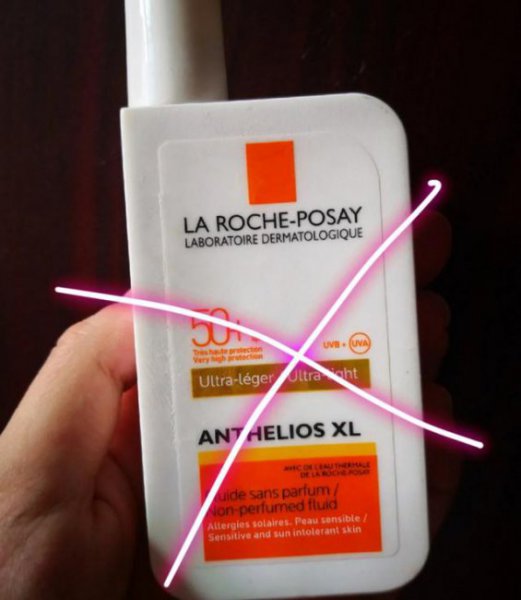 LA ROCHE-POSAY
LABORATOIRE DERMATOLOGIQUE
50+
Très haute protection
Very high protection
UVB + UVA
Ultra-léger / Ultra-light
ANTHELIOS XL
AVEC DE L'EAU THERMALE
DE LA ROCHE-POSAY
Fluide sans parfum /
Non-perfumed fluid
Allergies solaires. Peau sensible /
Sensitive and sun intolerant skin